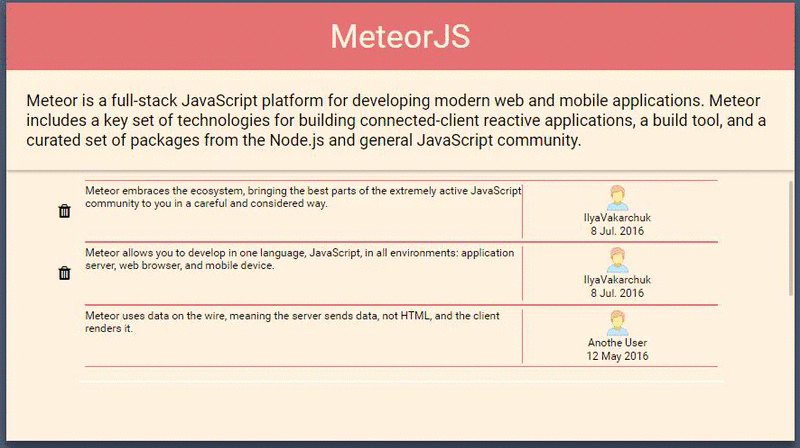 MeteorJS
Meteor is a full-stack JavaScript platform for developing modern web and mobile applications. Meteor
includes a key set of technologies for building connected-client reactive applications, a build tool, and a
curated set of packages from the Node.js and general JavaScript community.
Meteor embraces the ecosystem, bringing the best parts of the extremely active JavaScript
community to you in a careful and considered way.
IlyaVakarchuk
8 Jul. 2016
Meteor allows you to develop in one language, JavaScript, in all environments: application
server, web browser, and mobile device.
IlyaVakarchuk
8 Jul. 2016
Meteor uses data on the wire, meaning the server sends data, not HTML, and the client
renders it.
Anothe User
12 May 2016